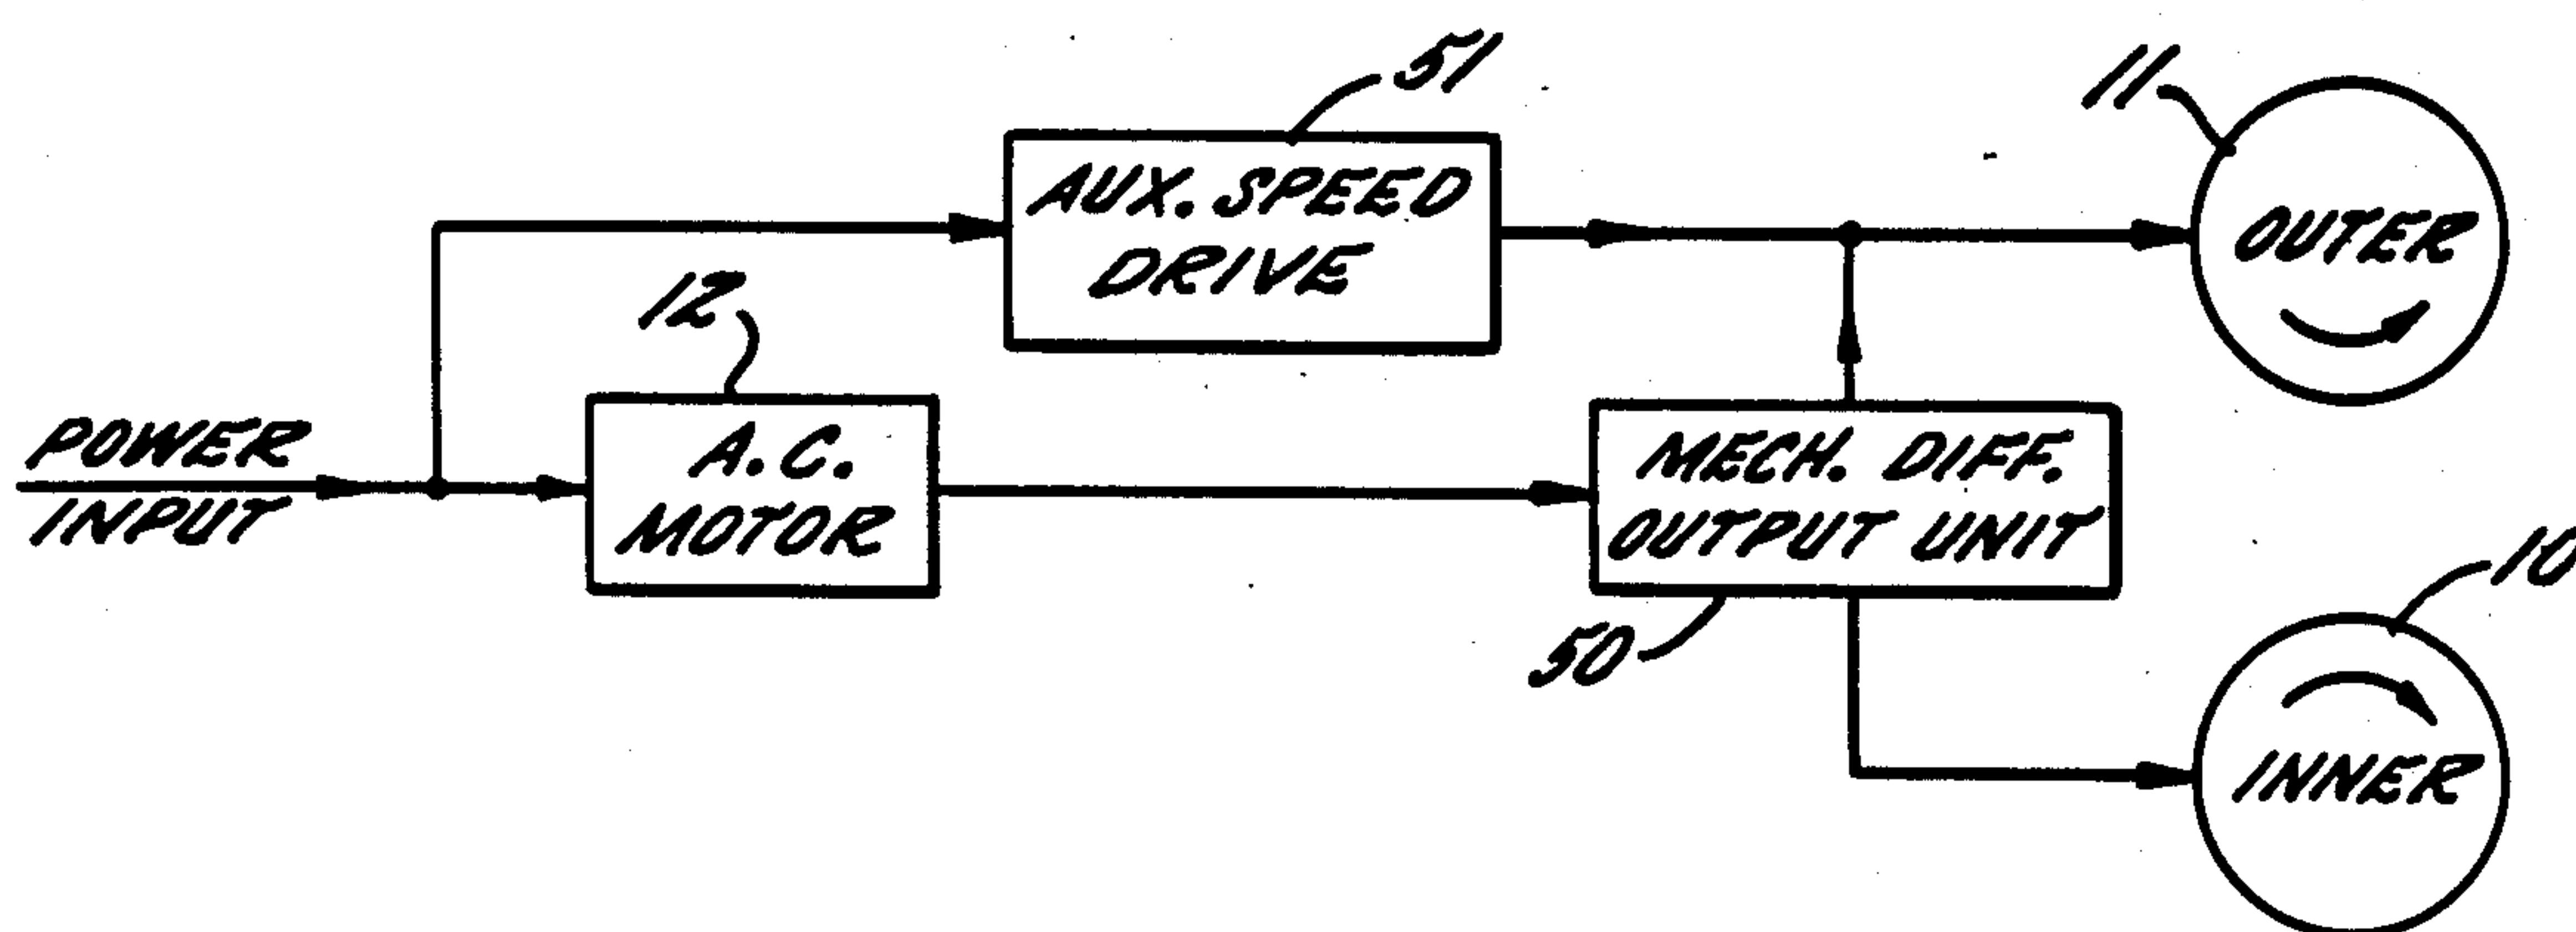 51
11
AUX. SPEED
DRIVE
OUTER
12
POWER
INPUT
A.C.
MOTOR
MECH. DIFF.
OUTPUT UNIT
50
10
INNER